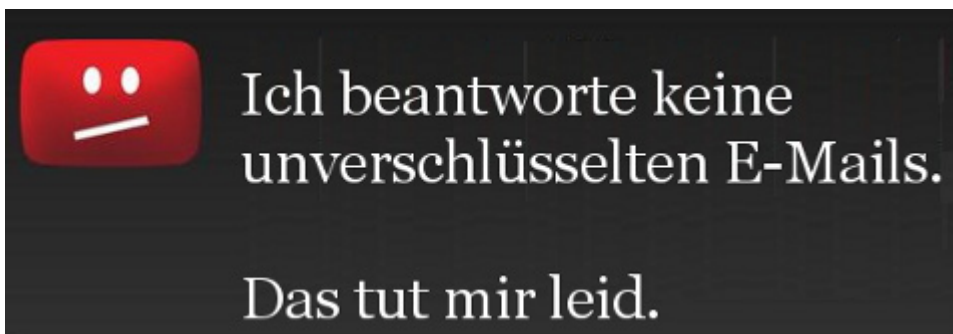 Ich beantworte keine
unverschlüsselten E-Mails.
Das tut mir leid.